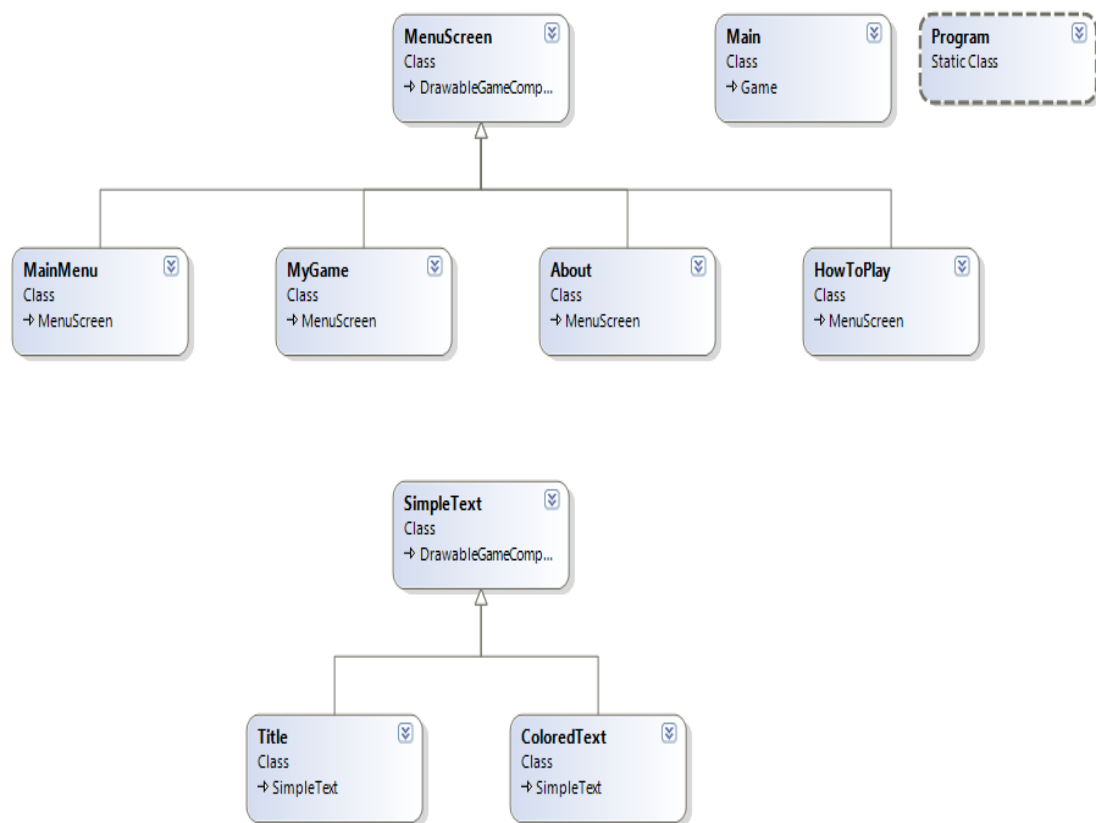 MenuScreen
Class
DrawableGameComp...
Main
Class
Game
Program
Static Class
MainMenu
Class
MenuScreen
MyGame
Class
MenuScreen
About
Class
MenuScreen
HowToPlay
Class
MenuScreen
SimpleText
Class
DrawableGameComp...
Title
Class
SimpleText
ColoredText
Class
SimpleText